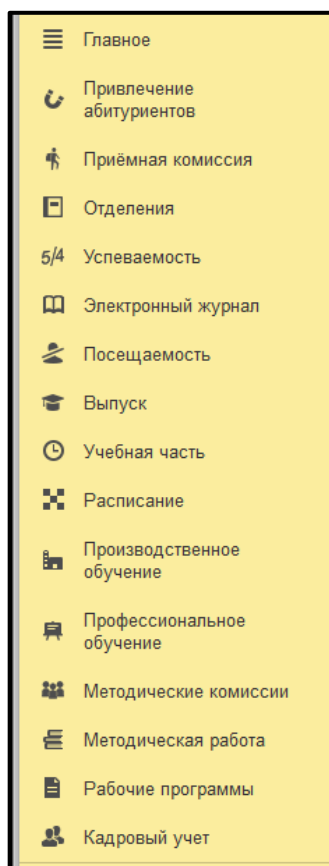 Главное
Привлечение
абитуриентов
Приёмная комиссия
Отделения
5/4 Успеваемость
Электронный журнал
Посещаемость
Выпуск
Учебная часть
Расписание
Производственное
обучение
Профессиональное
обучение
Методические комиссии
Методическая работа
Рабочие программы
Кадровый учет